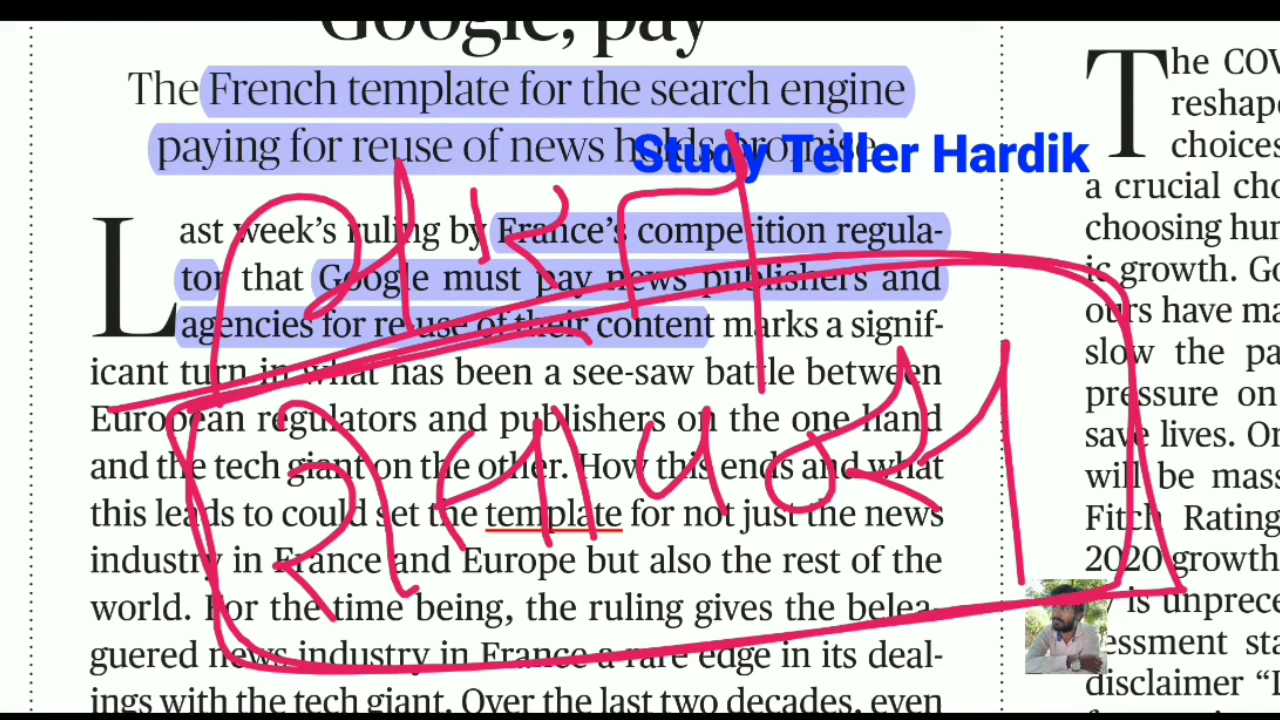 Google, pay
The French template for the search engine
paying for reuse of news holds promise
Study Teller Hardik
Last week's ruling by France's competition regula-
tor that Google must pay news publishers and
agencies for re-use of their content marks a signif-
icant turn in what has been a see-saw battle between
European regulators and publishers on the one hand
and the tech giant on the other. How this ends and what
this leads to could set the template for not just the news
industry in France and Europe but also the rest of the
world. For the time being, the ruling gives the belea-
guered news industry in France a rare edge in its deal-
ings with the tech giant. Over the last two decades, even
The COV
reshape
choices
a crucial cho
choosing hum
ic growth. Go
ours have ma
slow the pa
pressure on
save lives. On
will be mass
Fitch Rating
2020 growth
is unprece
essment sta
disclaimer “I